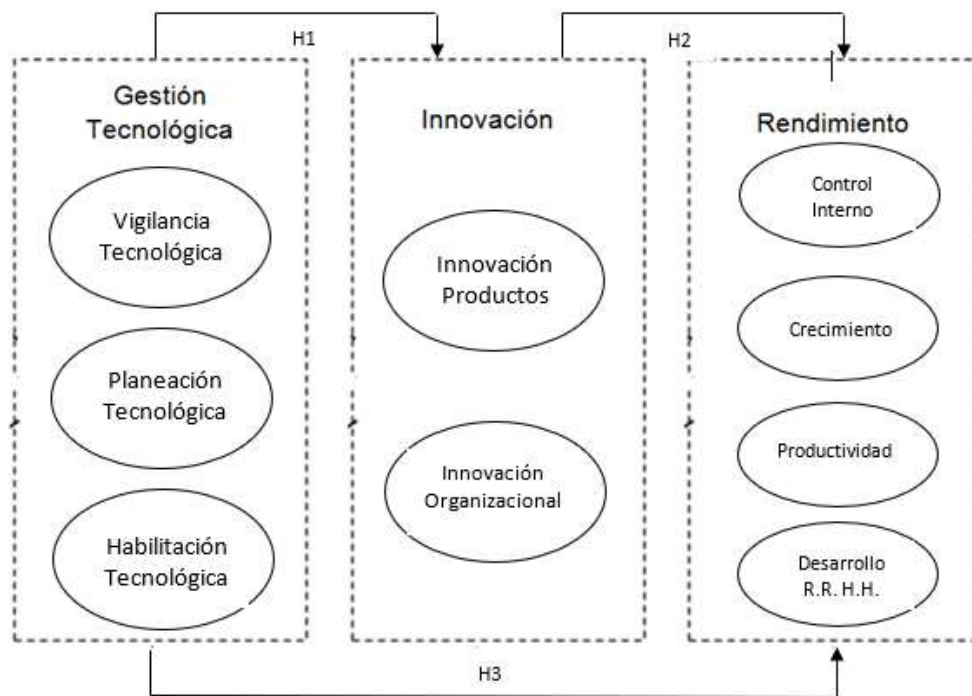 H1
H2
Gestión
Tecnológica
Vigilancia
Tecnológica
Planeación
Tecnológica
Habilitación
Tecnológica
Innovación
Innovación
Productos
Innovación
Organizacional
Rendimiento
Control
Interno
Crecimiento
Productividad
Desarrollo
R.R. H.H.
H3